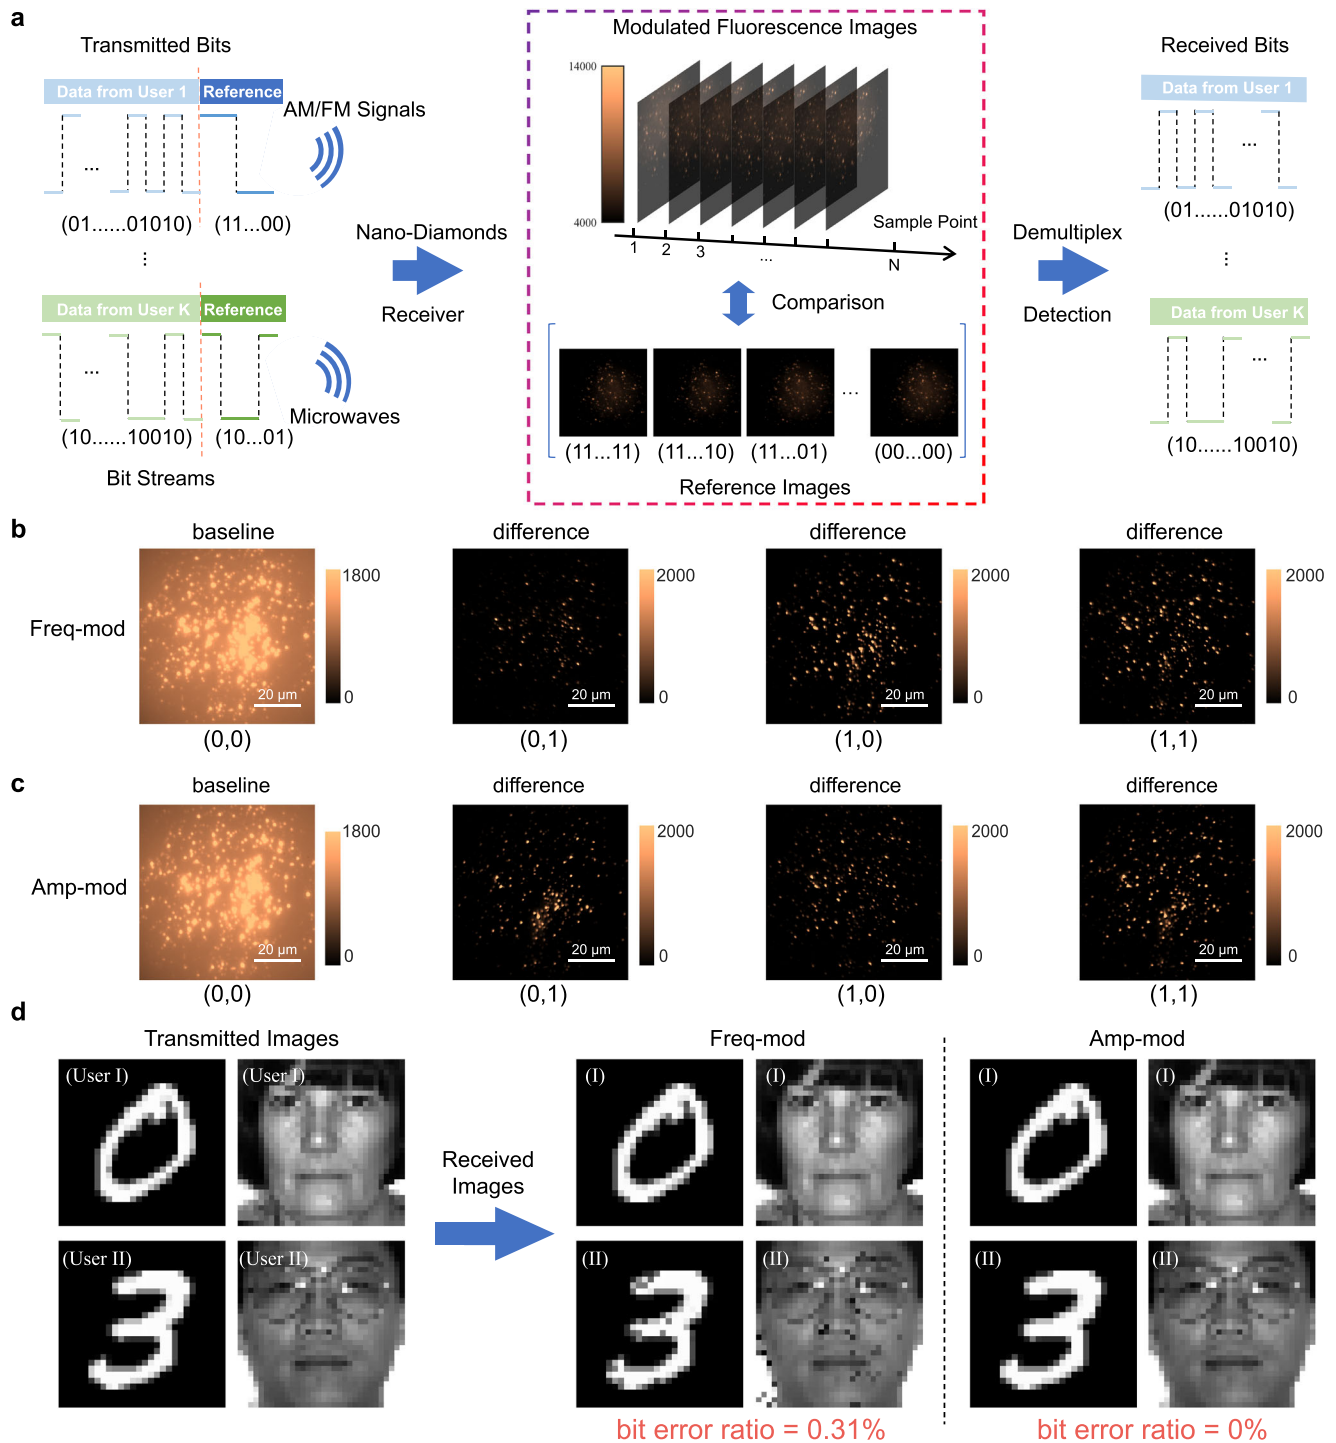 a
Transmitted Bits
Data from User 1
Reference
AM/FM Signals
...
(01......01010)
(11...00)
⋮
Data from User K
Reference
...
Microwaves
(10......10010)
(10...01)
Bit Streams
Nano-Diamonds
Receiver
Modulated Fluorescence Images
14000
4000
Sample Point
1
2
3
...
N
Comparison
...
(11...11)
(11...10)
(11...01)
(00...00)
Reference Images
Demultiplex
Detection
Received Bits
Data from User 1
...
(01......01010)
⋮
Data from User K
...
(10......10010)
b
baseline
difference
difference
difference
Freq-mod
1800
0
20 μm
2000
0
20 μm
2000
0
20 μm
2000
0
20 μm
(0,0)
(0,1)
(1,0)
(1,1)
c
baseline
difference
difference
difference
Amp-mod
1800
0
20 μm
2000
0
20 μm
2000
0
20 μm
2000
0
20 μm
(0,0)
(0,1)
(1,0)
(1,1)
d
Transmitted Images
(User I)
(User I)
(User II)
(User II)
Received
Images
Freq-mod
(I)
(I)
(II)
(II)
bit error ratio = 0.31%
Amp-mod
(I)
(I)
(II)
(II)
bit error ratio = 0%